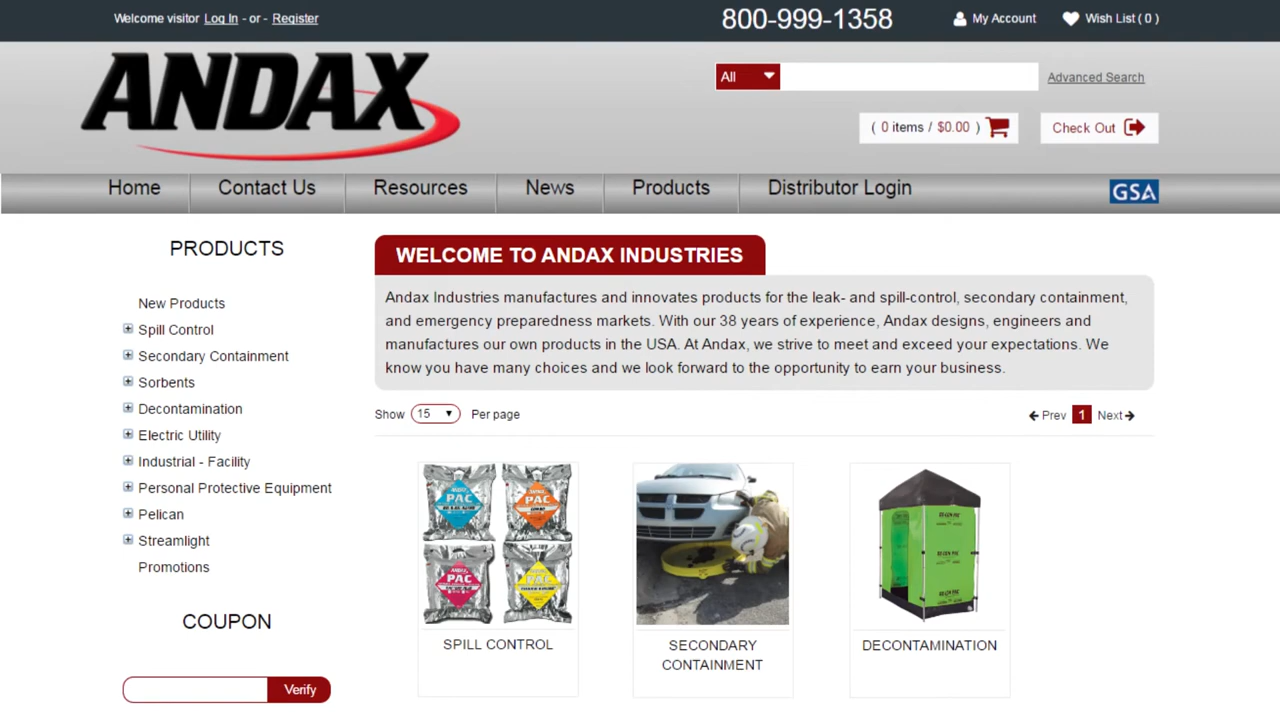 Welcome visitor Log In - or - Register
800-999-1358
My Account
Wish List ( 0 )
ANDAX
All
Advanced Search
( 0 items / $0.00 )
Check Out
Home
Contact Us
Resources
News
Products
Distributor Login
GSA
PRODUCTS
New Products
Spill Control
Secondary Containment
Sorbents
Decontamination
Electric Utility
Industrial - Facility
Personal Protective Equipment
Pelican
Streamlight
Promotions
COUPON
Verify
WELCOME TO ANDAX INDUSTRIES
Andax Industries manufactures and innovates products for the leak- and spill-control, secondary containment,
and emergency preparedness markets. With our 38 years of experience, Andax designs, engineers and
manufactures our own products in the USA. At Andax, we strive to meet and exceed your expectations. We
know you have many choices and we look forward to the opportunity to earn your business.
Show 15 Per page
Prev 1 Next
PAC
PAC
PAC
PAC
SPILL CONTROL
SECONDARY
CONTAINMENT
DECONTAMINATION